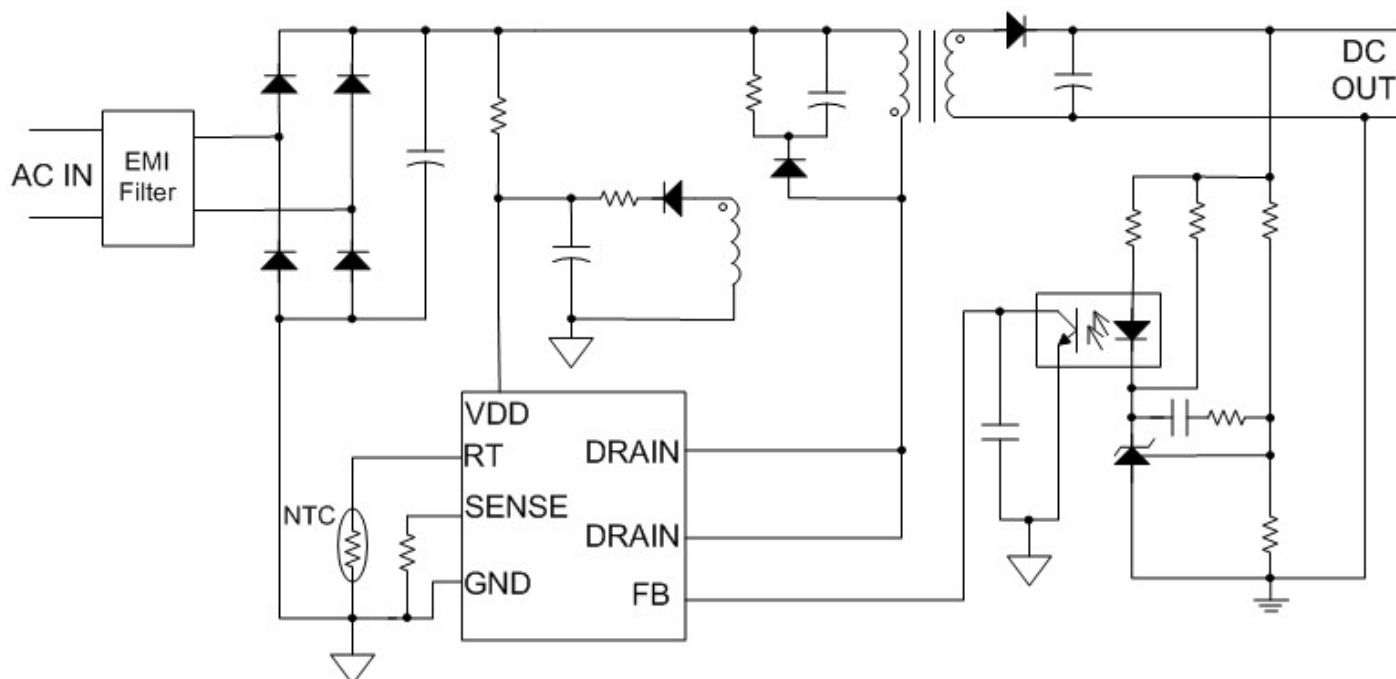 DC
OUT
AC IN
EMI
Filter
VDD
RT
DRAIN
NTC
SENSE
DRAIN
GND
FB